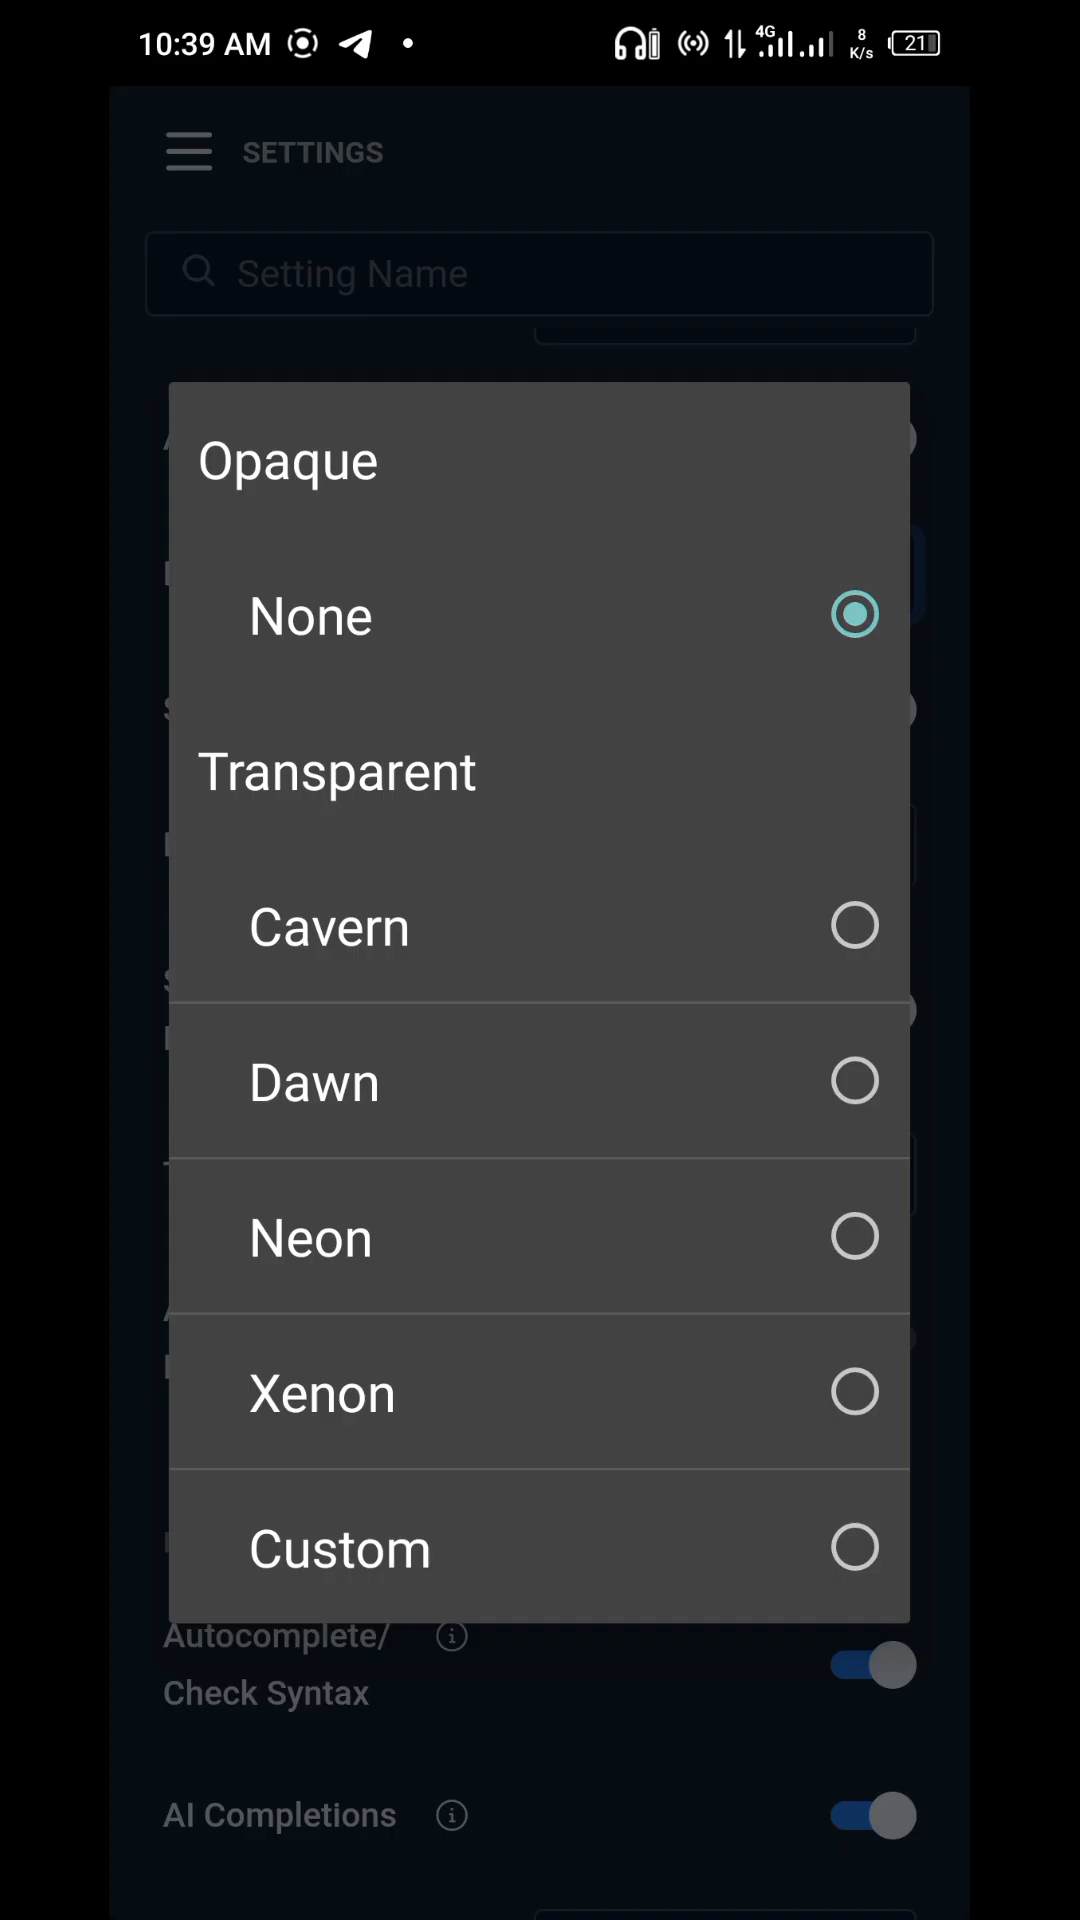 10:39 AM
4G
8
K/s
21
SETTINGS
Setting Name
Opaque
None
Transparent
Cavern
Dawn
Neon
Xenon
Custom
Autocomplete/
Check Syntax
AI Completions